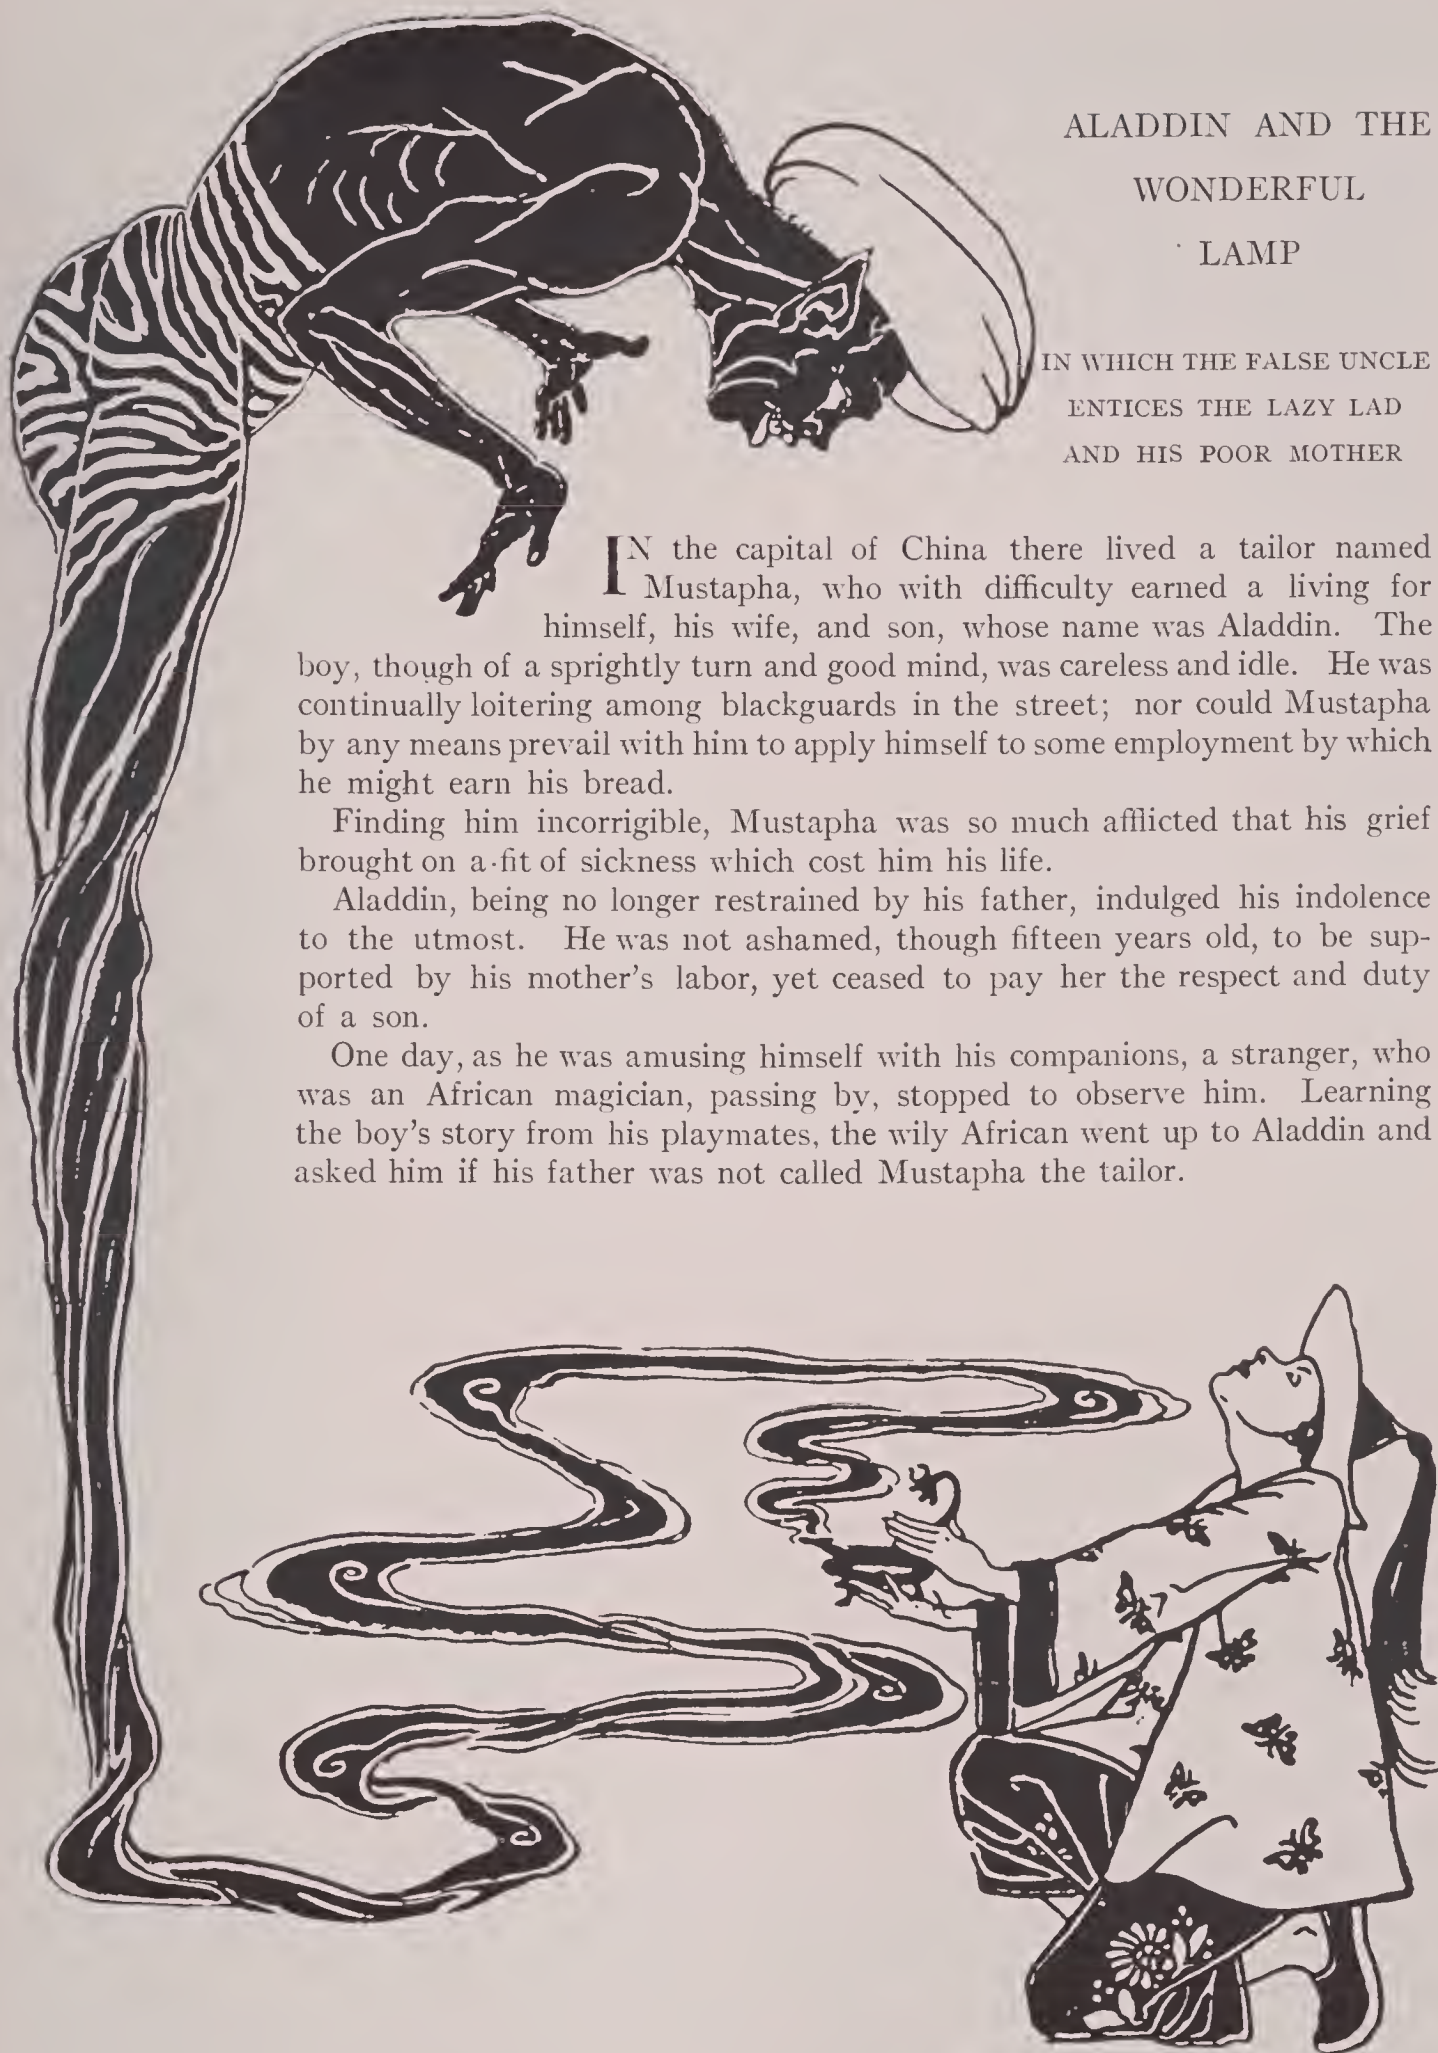 ALADDIN AND THE
WONDERFUL
LAMP
IN WHICH THE FALSE UNCLE
ENTICES THE LAZY LAD
AND HIS POOR MOTHER
IN the capital of China there lived a tailor named
Mustapha, who with difficulty earned a living for
himself, his wife, and son, whose name was Aladdin. The
boy, though of a sprightly turn and good mind, was careless and idle. He was
continually loitering among blackguards in the street; nor could Mustapha
by any means prevail with him to apply himself to some employment by which
he might earn his bread.
Finding him incorrigible, Mustapha was so much afflicted that his grief
brought on a fit of sickness which cost him his life.
Aladdin, being no longer restrained by his father, indulged his indolence
to the utmost. He was not ashamed, though fifteen years old, to be sup-
ported by his mother's labor, yet ceased to pay her the respect and duty
of a son.
One day, as he was amusing himself with his companions, a stranger, who
was an African magician, passing by, stopped to observe him. Learning
the boy's story from his playmates, the wily African went up to Aladdin and
asked him if his father was not called Mustapha the tailor.